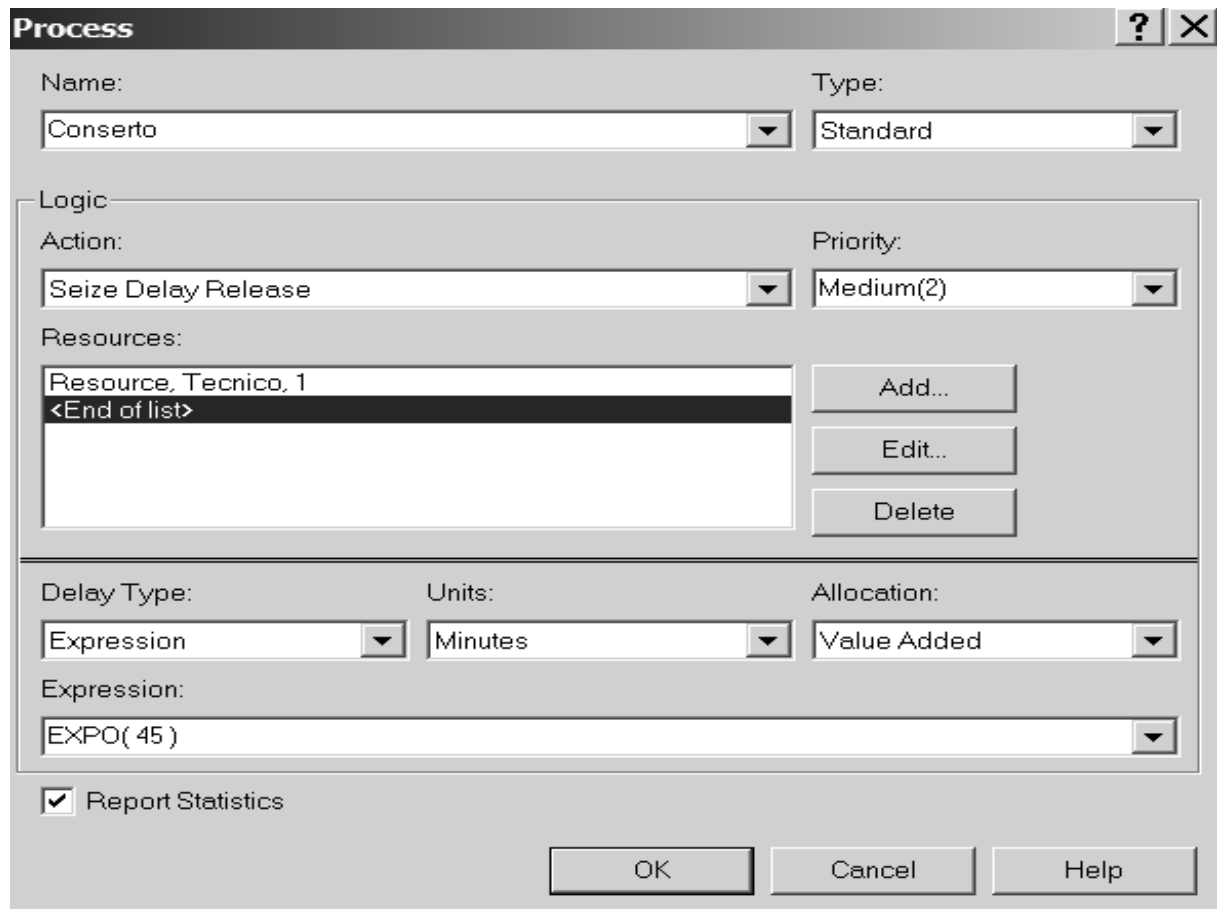 Process
Name: Type:
Conserto Standard
Logic
Action: Priority:
Seize Delay Release Medium(2)
Resources:
Resource, Tecnico, 1
<End of list>
Add...
Edit...
Delete
Delay Type: Units: Allocation:
Expression Minutes Value Added
Expression:
EXPO( 45 )
Report Statistics
OK Cancel Help